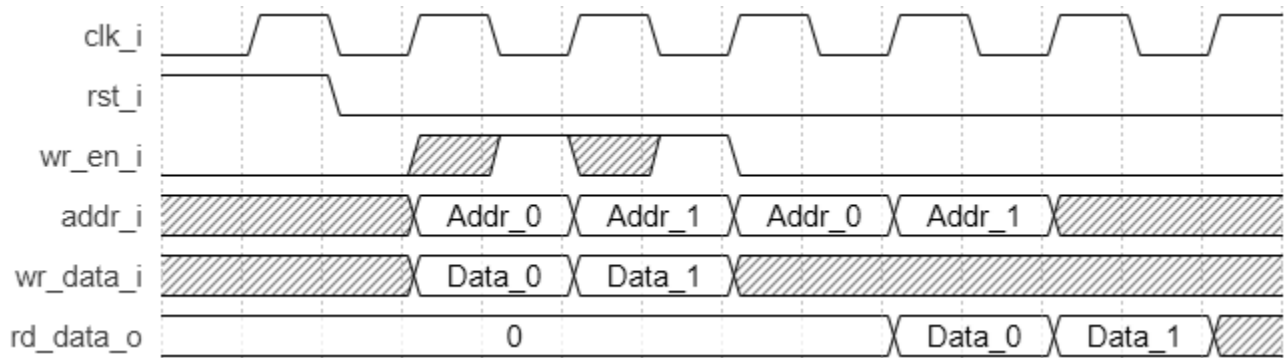 clk_i
rst_i
wr_en_i
addr_i Addr_0 Addr_1 Addr_0 Addr_1
wr_data_i Data_0 Data_1
rd_data_o 0 Data_0 Data_1